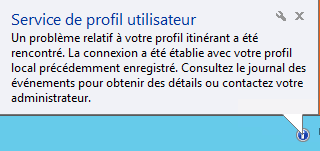 Service de profil utilisateur
Un problème relatif à votre profil itinérant a été
rencontré. La connexion a été établie avec votre profil
local précédemment enregistré. Consultez le journal des
événements pour obtenir des détails ou contactez votre
administrateur.